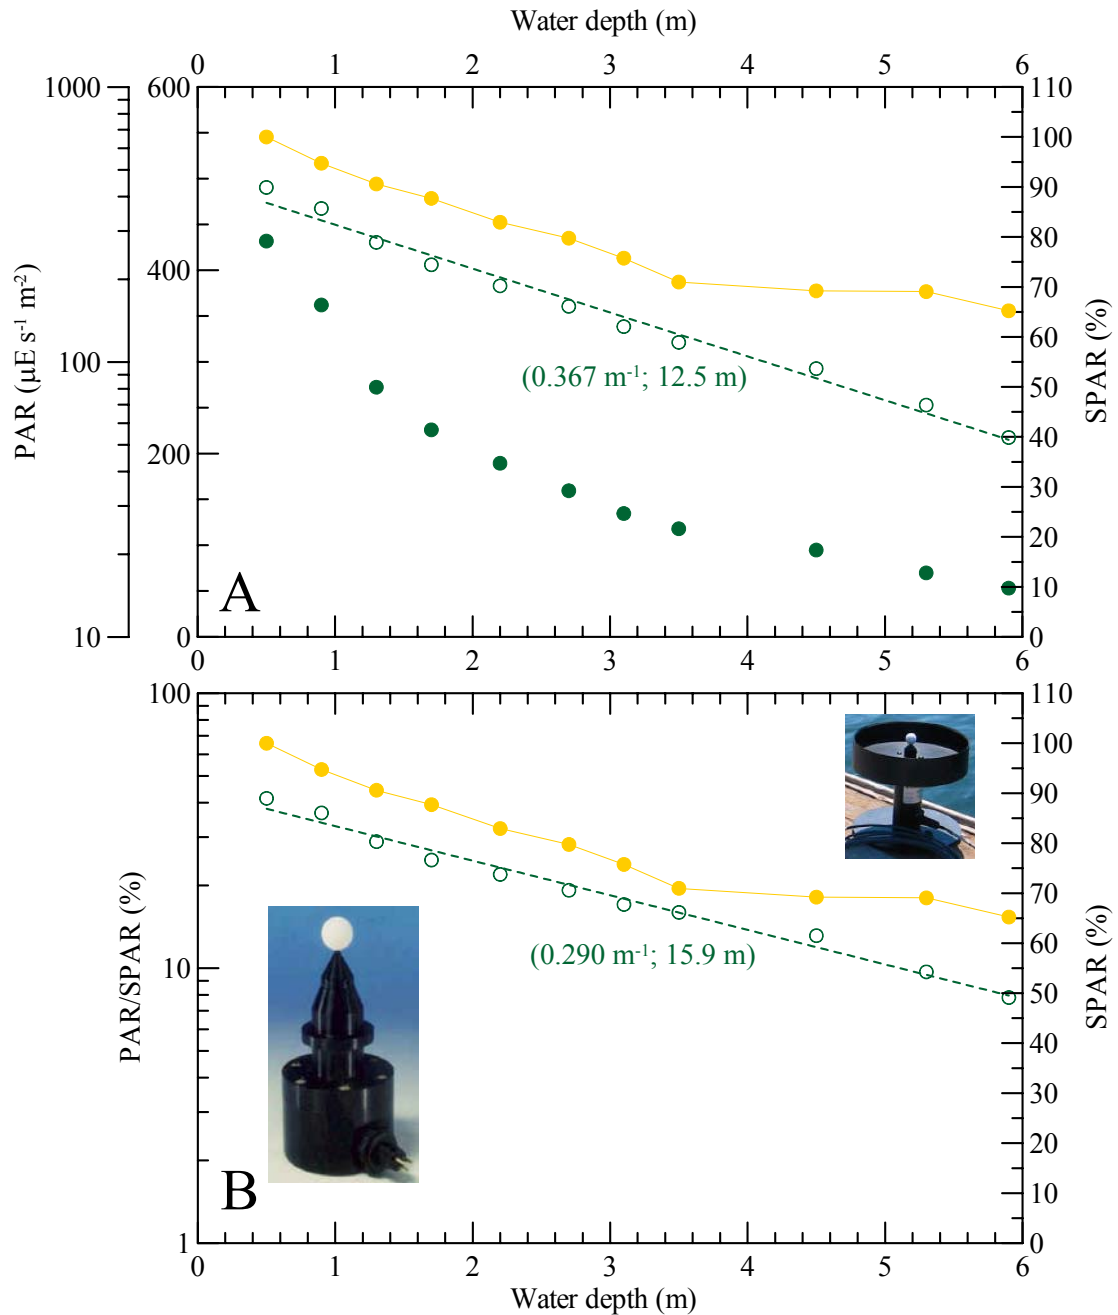 Water depth (m)
0 1 2 3 4 5 6
1000 600 110
100
90
80
400 70
60
100 (0.367 m⁻¹; 12.5 m) 50
40
200 30
20
10
10 0 0
PAR (µE s⁻¹ m⁻²)
SPAR (%)
A
0 1 2 3 4 5 6
100 110
100
90
80
70
60
(0.290 m⁻¹; 15.9 m)
10 50
40
30
20
10
1 0
PAR/SPAR (%)
SPAR (%)
B
0 1 2 3 4 5 6
Water depth (m)